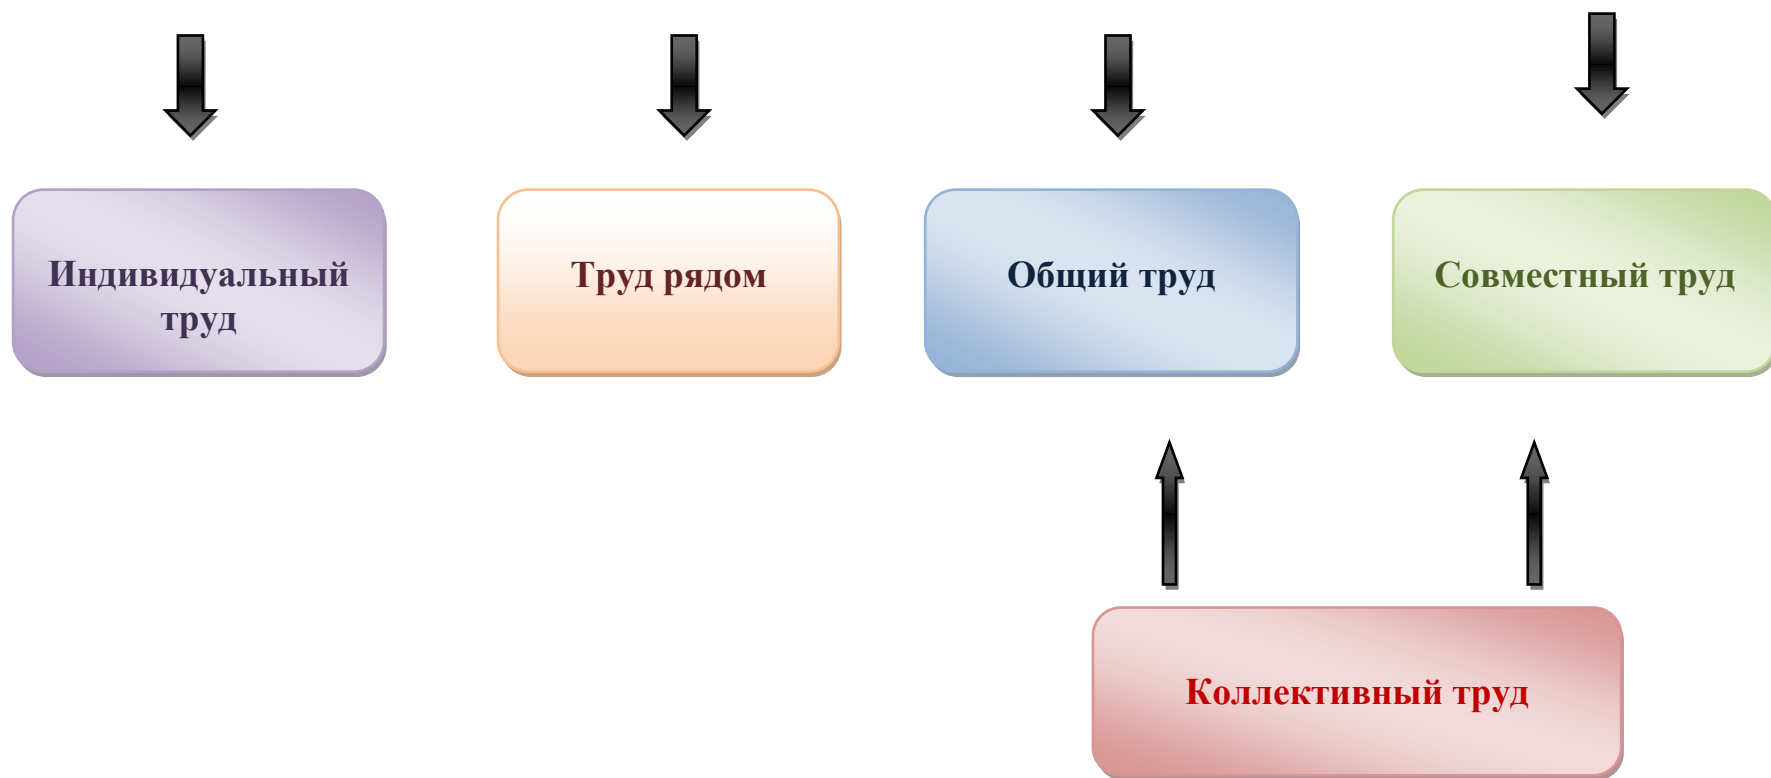 Индивидуальный
труд
Труд рядом
Общий труд
Совместный труд
Коллективный труд